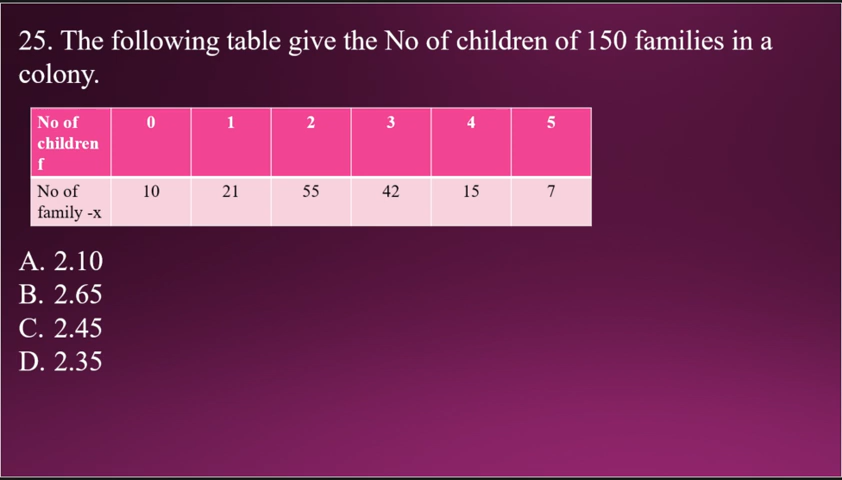 25. The following table give the No of children of 150 families in a
colony.
No of 0 1 2 3 4 5
children
f
No of 10 21 55 42 15 7
family -x
A. 2.10
B. 2.65
C. 2.45
D. 2.35